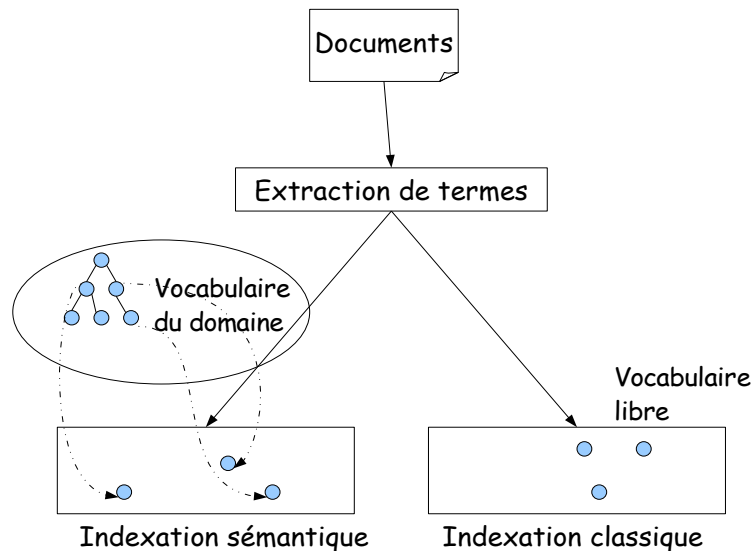 Documents
Extraction de termes
Vocabulaire
du domaine
Vocabulaire
libre
Indexation sémantique
Indexation classique